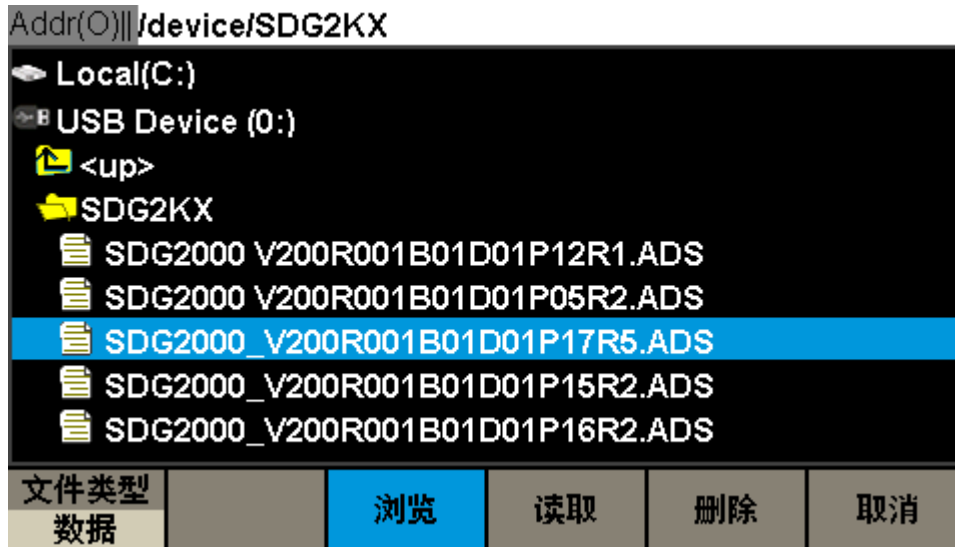 Addr(O)|| /device/SDG2KX
Local(C:)
USB Device (0:)
<up>
SDG2KX
SDG2000 V200R001B01D01P12R1.ADS
SDG2000 V200R001B01D01P05R2.ADS
SDG2000_V200R001B01D01P17R5.ADS
SDG2000_V200R001B01D01P15R2.ADS
SDG2000_V200R001B01D01P16R2.ADS
文件类型 浏览 读取 删除 取消
数据